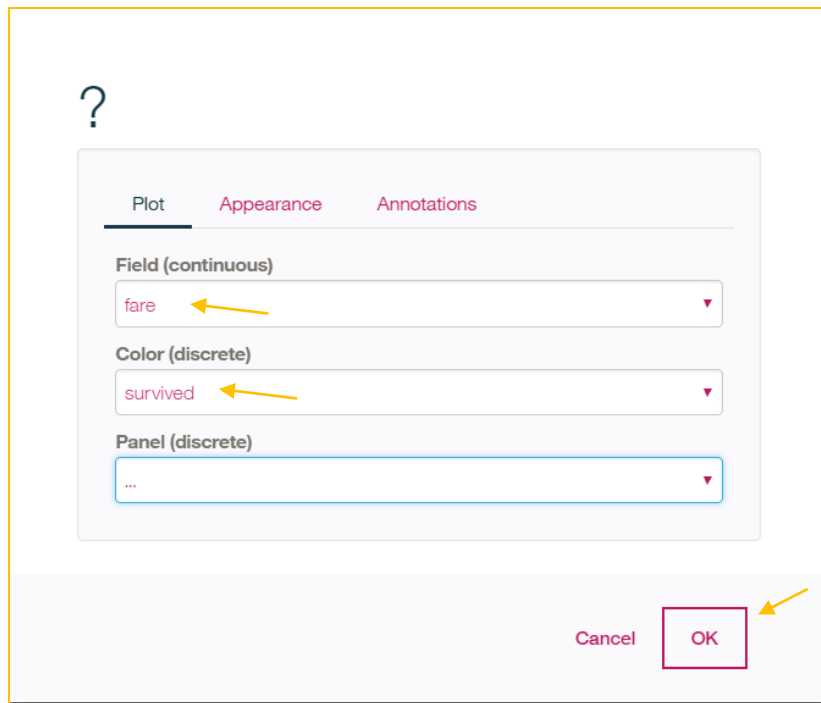 ?
Plot Appearance Annotations
Field (continuous)
fare
Color (discrete)
survived
Panel (discrete)
...
Cancel OK